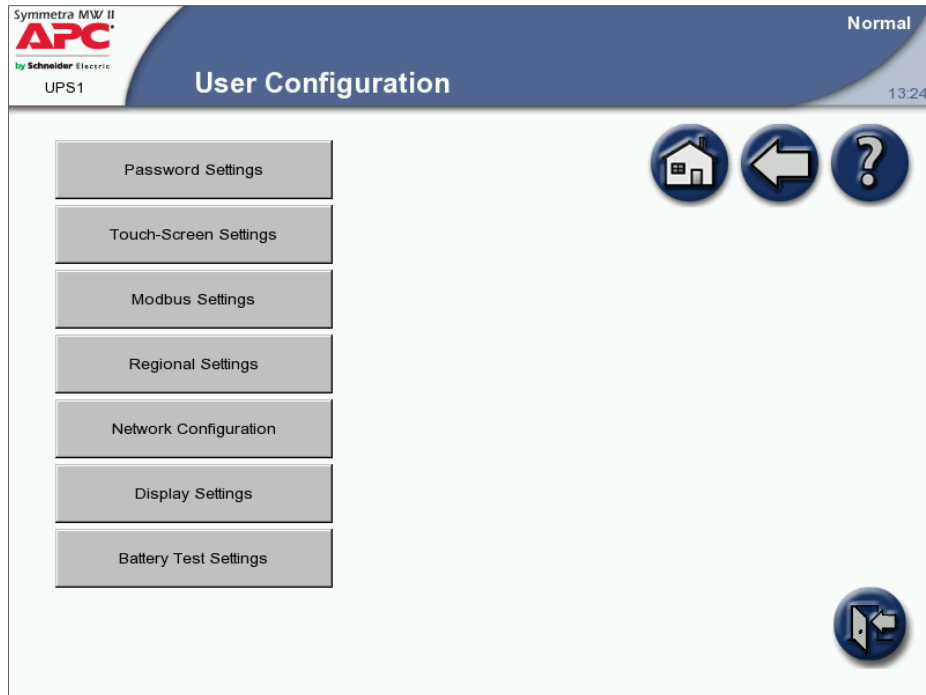 Symmetra MW II
APC
by Schneider Electric
UPS1
User Configuration
Normal
13:24
Password Settings
Touch-Screen Settings
Modbus Settings
Regional Settings
Network Configuration
Display Settings
Battery Test Settings
?